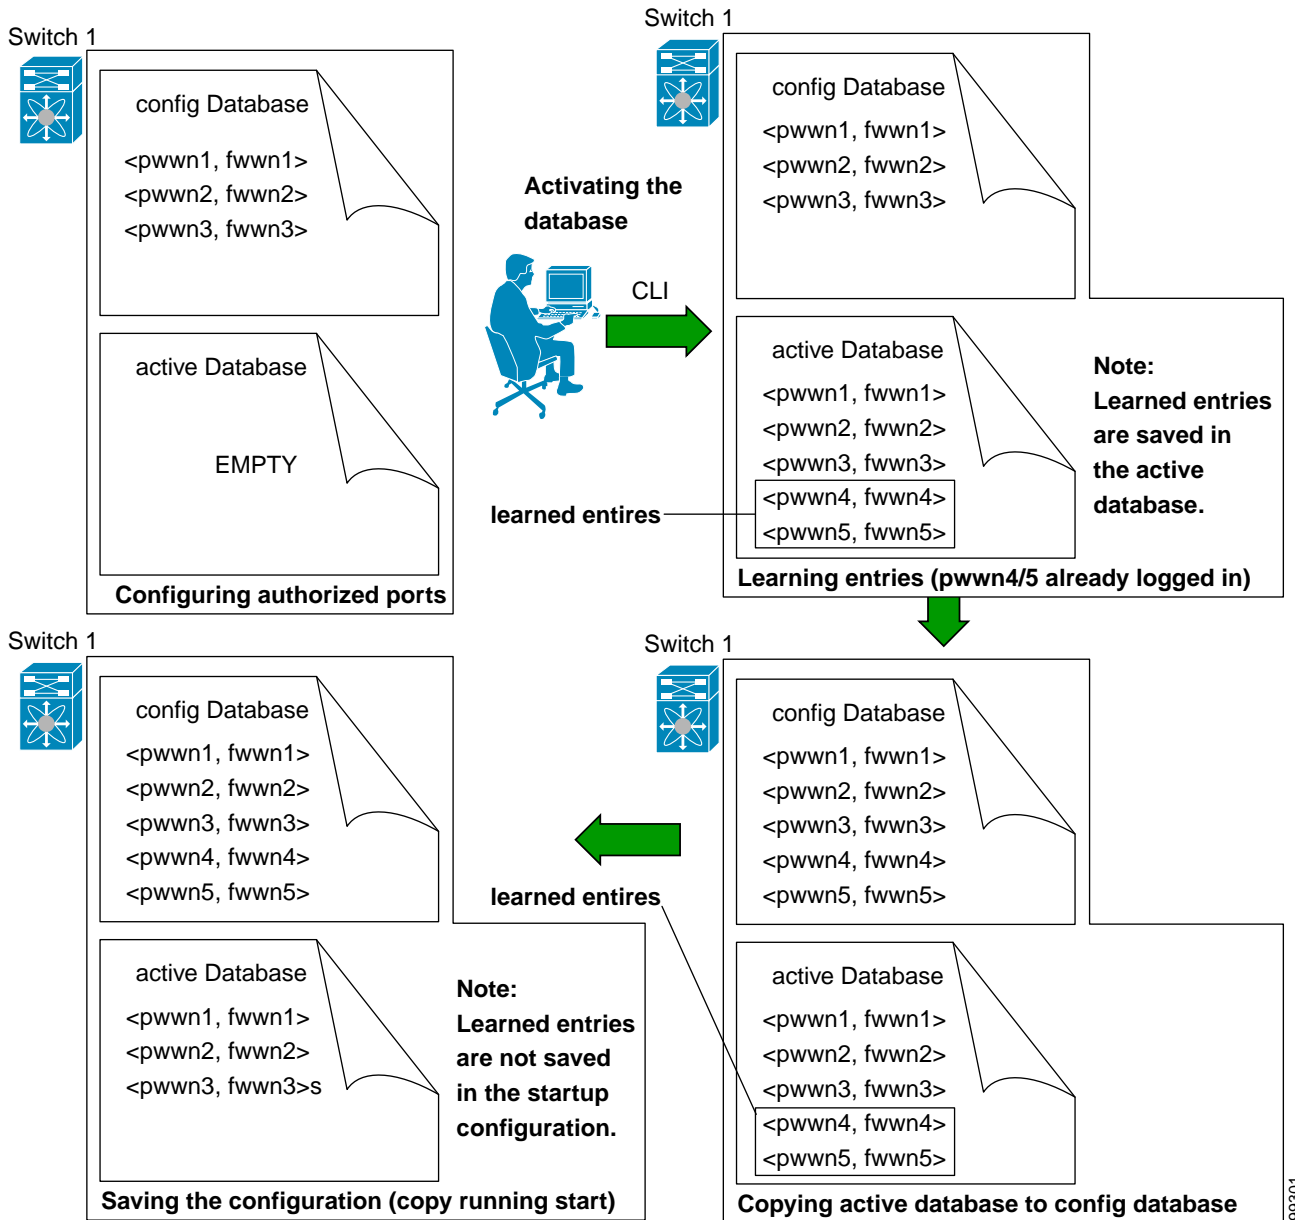 Switch 1
config Database
<pwwn1, fwwn1>
<pwwn2, fwwn2>
<pwwn3, fwwn3>
active Database
EMPTY
Configuring authorized ports
Activating the
database
CLI
Switch 1
config Database
<pwwn1, fwwn1>
<pwwn2, fwwn2>
<pwwn3, fwwn3>
active Database
<pwwn1, fwwn1>
<pwwn2, fwwn2>
<pwwn3, fwwn3>
<pwwn4, fwwn4>
<pwwn5, fwwn5>
learned entires
Note:
Learned entries
are saved in
the active
database.
Learning entries (pwwn4/5 already logged in)
Switch 1
config Database
<pwwn1, fwwn1>
<pwwn2, fwwn2>
<pwwn3, fwwn3>
<pwwn4, fwwn4>
<pwwn5, fwwn5>
active Database
<pwwn1, fwwn1>
<pwwn2, fwwn2>
<pwwn3, fwwn3>s
Note:
Learned entries
are not saved
in the startup
configuration.
Saving the configuration (copy running start)
Switch 1
config Database
<pwwn1, fwwn1>
<pwwn2, fwwn2>
<pwwn3, fwwn3>
<pwwn4, fwwn4>
<pwwn5, fwwn5>
learned entires
active Database
<pwwn1, fwwn1>
<pwwn2, fwwn2>
<pwwn3, fwwn3>
<pwwn4, fwwn4>
<pwwn5, fwwn5>
Copying active database to config database
99301